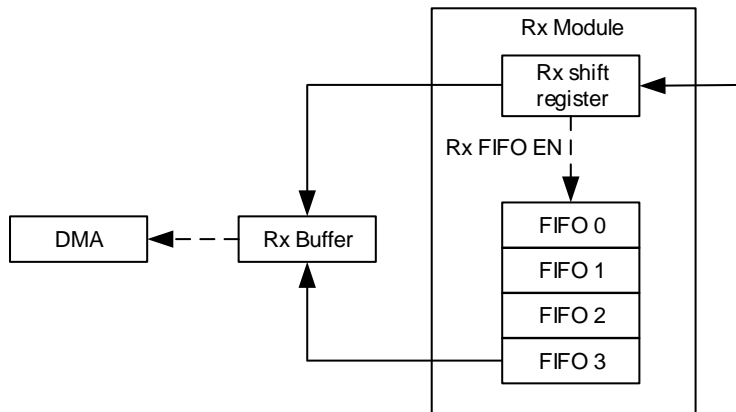 Rx Module
Rx shift
register
Rx FIFO EN
DMA
Rx Buffer
FIFO 0
FIFO 1
FIFO 2
FIFO 3